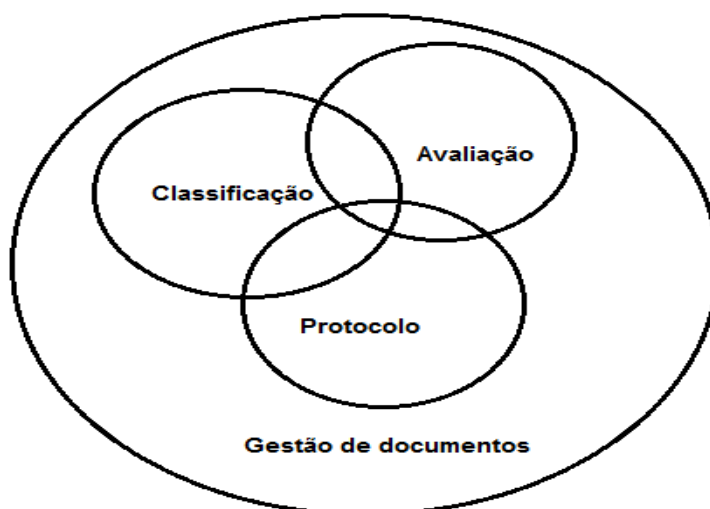 Avaliação
Classificação
Protocolo
Gestão de documentos